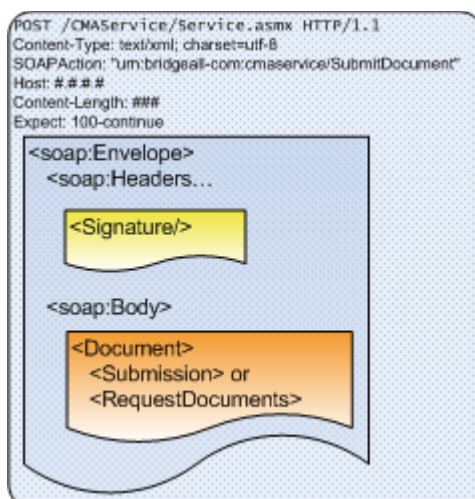 POST /CMAService/Service.asmx HTTP/1.1
Content-Type: text/xml; charset=utf-8
SOAPAction: "urn:bridgeall-com:cmaservice/SubmitDocument"
Host: #.#.#.#
Content-Length: ###
Expect: 100-continue
<soap:Envelope>
<soap:Headers...
<Signature/>
<soap:Body>
<Document>
<Submission> or
<RequestDocuments>